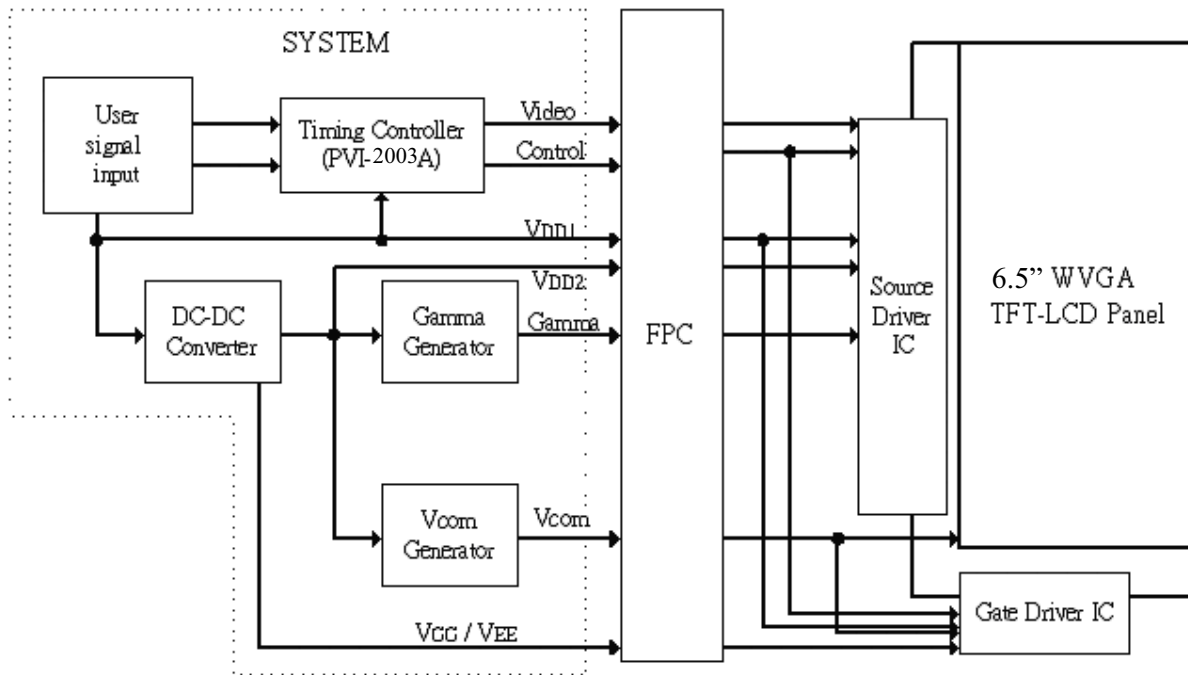 SYSTEM
User
signal
input
Timing Controller
(PVI-2003A)
Video
Control
VDD1
VDD2
DC-DC
Converter
Gamma
Generator
Gamma
Vcom
Generator
Vcom
VCC / VEE
FPC
Source
Driver
IC
6.5” WVGA
TFT-LCD Panel
Gate Driver IC